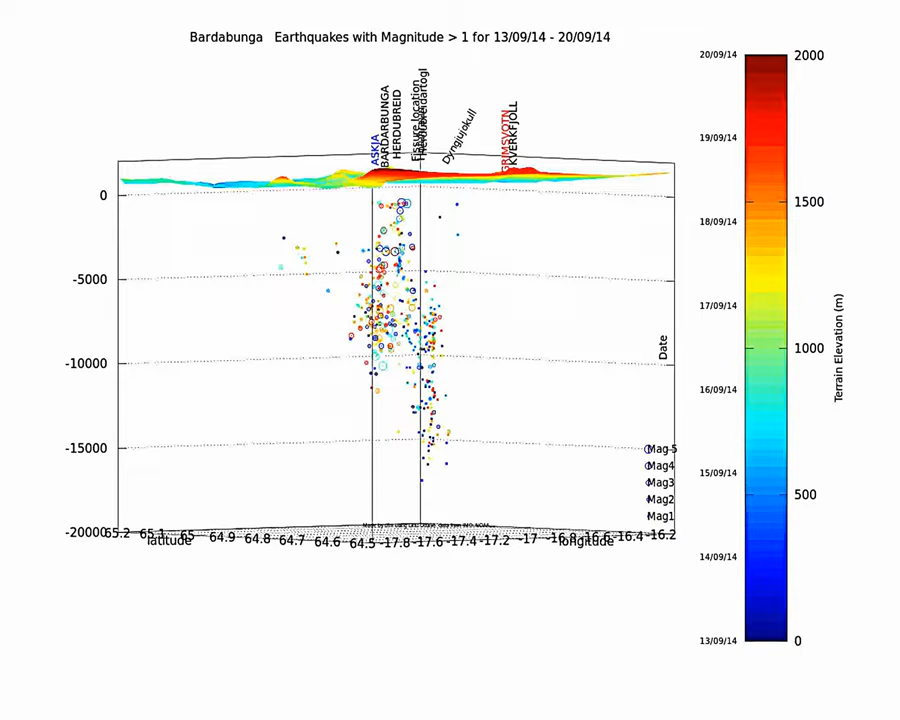 Bardabunga Earthquakes with Magnitude > 1 for 13/09/14 - 20/09/14
ASKJA
BARDARBUNGA
HERDUBREID
Fissure location
Dyngjujokull
GRIMSVOTN
KVERKFJOLL
0
-5000
-10000
-15000
-20000
65.2 65.1 65 64.9 64.8 64.7 64.6 64.5 -17.8 -17.6 -17.4 -17.2 -17 -16.8 -16.6 -16.4 -16.2
latitude
longitude
Mag 5
Mag4
Mag3
Mag2
Mag1
Date
20/09/14
19/09/14
18/09/14
17/09/14
16/09/14
15/09/14
14/09/14
13/09/14
2000
1500
1000
500
0
Terrain Elevation (m)